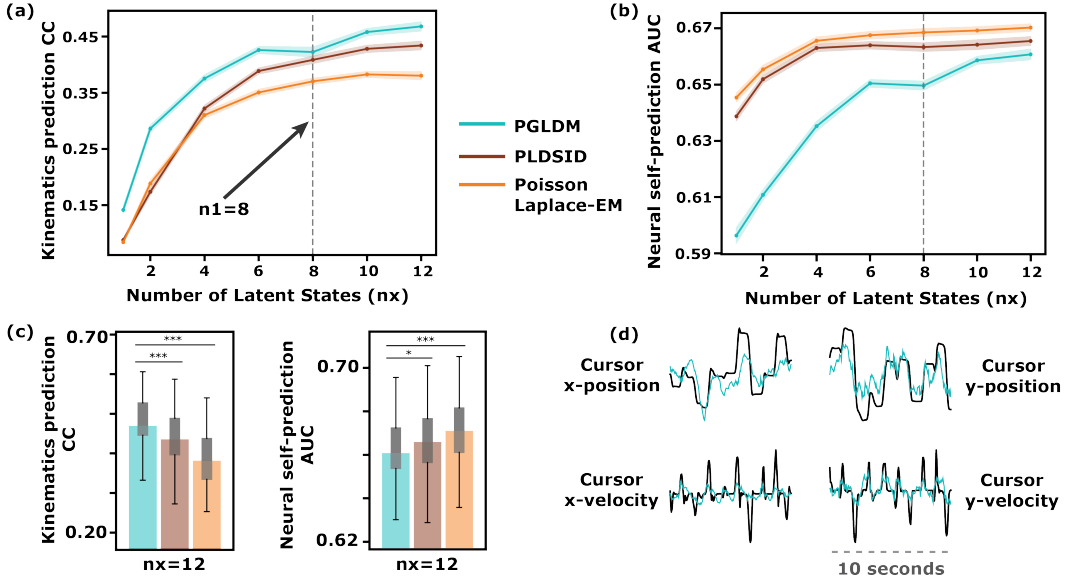 (a)
Kinematics prediction CC
0.45
0.35
0.25
0.15
n1=8
2 4 6 8 10 12
Number of Latent States (nx)
PGLDM
PLDSID
Poisson
Laplace-EM
(b)
Neural self-prediction AUC
0.67
0.65
0.63
0.61
0.59
2 4 6 8 10 12
Number of Latent States (nx)
(c)
Kinematics prediction
CC
0.70
0.20
***
***
nx=12
Neural self-prediction
AUC
0.70
0.62
***
*
nx=12
(d)
Cursor
x-position
Cursor
y-position
Cursor
x-velocity
Cursor
y-velocity
10 seconds